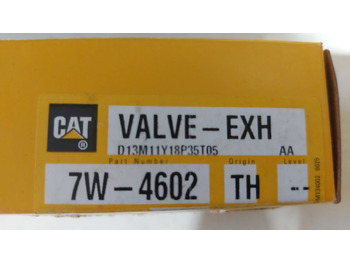 CAT VALVE-EXH
®
D13M11Y18P35T05 AA
Part Number Origin Level
7W-4602 TH --